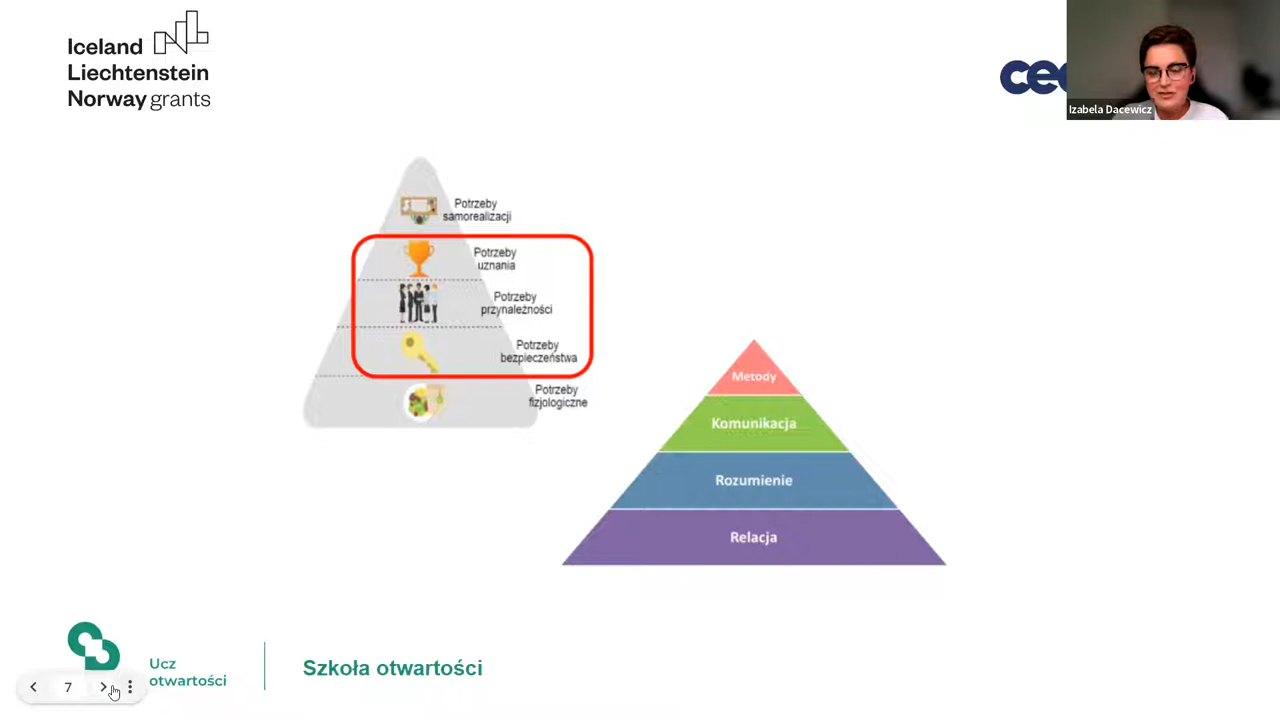 Iceland
Liechtenstein
Norway grants
Izabela Dacewicz
Potrzeby
samorealizacji
Potrzeby
uznania
Potrzeby
przynależności
Potrzeby
bezpieczeństwa
Potrzeby
fizjologiczne
Metody
Komunikacja
Rozumienie
Relacja
Ucz
otwartości
Szkoła otwartości
7